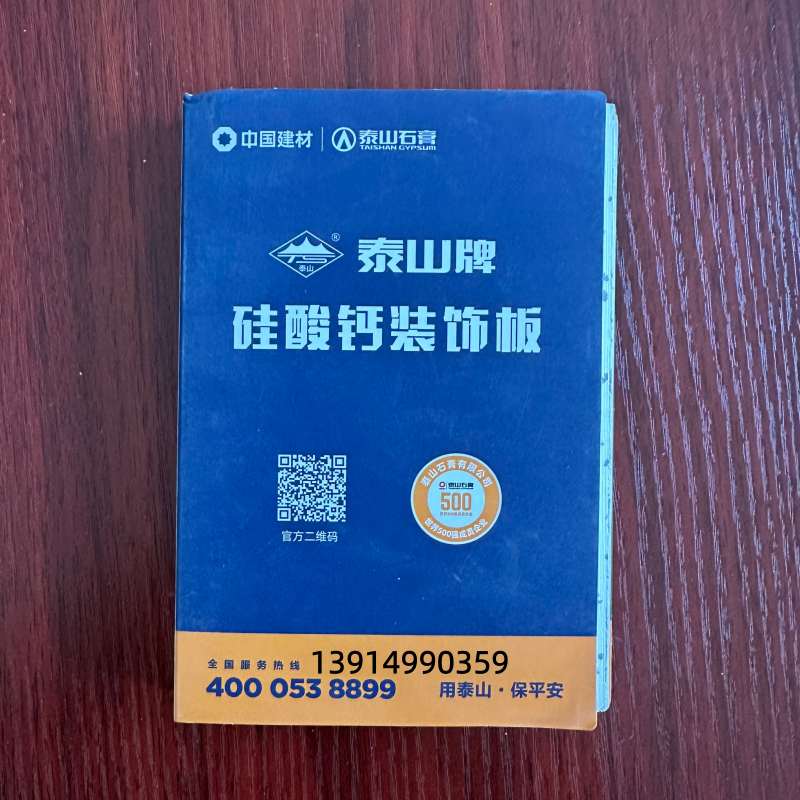 中国建材 泰山石膏
TAISHAN GYPSUM
泰山 ® 泰山牌
硅酸钙装饰板
泰山石膏有限公司
泰山石膏
500
世界500强成员企业
官方二维码
全国服务热线 13914990359
400 053 8899 用泰山·保平安